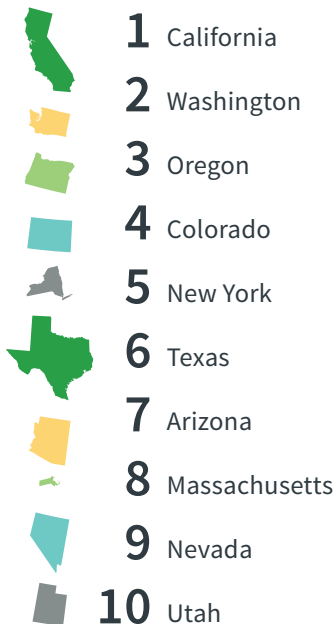 1 California
2 Washington
3 Oregon
4 Colorado
5 New York
6 Texas
7 Arizona
8 Massachusetts
9 Nevada
10 Utah